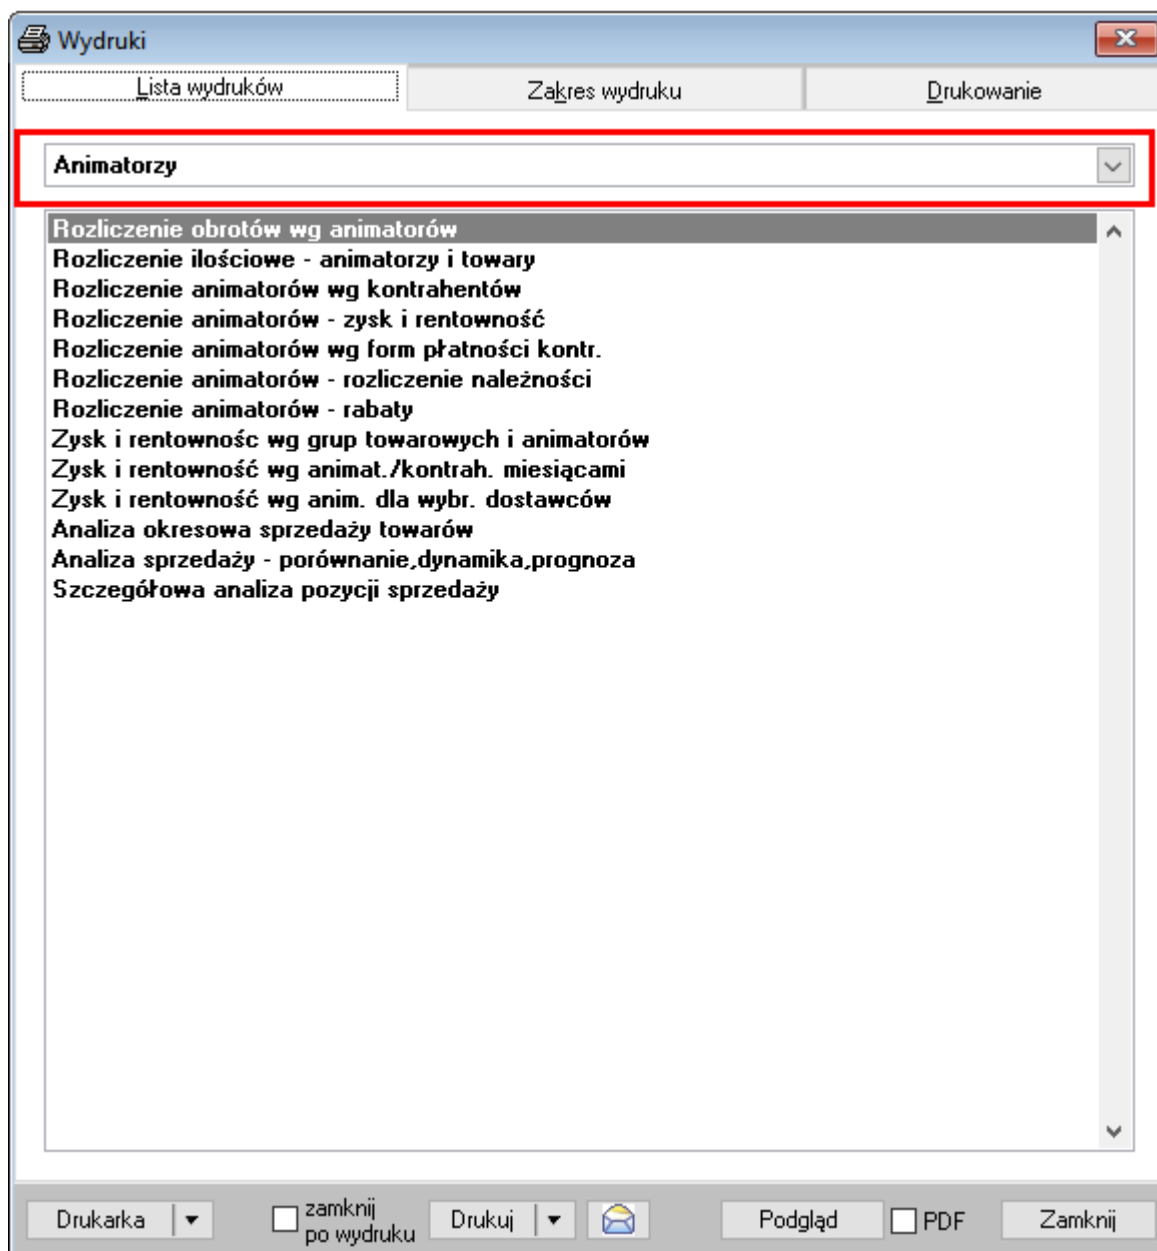 Wydruki
Lista wydruków Zakres wydruku Drukowanie
Animatorzy
Rozliczenie obrotów wg animatorów
Rozliczenie ilościowe - animatorzy i towary
Rozliczenie animatorów wg kontrahentów
Rozliczenie animatorów - zysk i rentowność
Rozliczenie animatorów wg form płatności kontr.
Rozliczenie animatorów - rozliczenie należności
Rozliczenie animatorów - rabaty
Zysk i rentownośc wg grup towarowych i animatorów
Zysk i rentowność wg animat./kontrah. miesiącami
Zysk i rentowność wg anim. dla wybr. dostawców
Analiza okresowa sprzedaży towarów
Analiza sprzedaży - porównanie,dynamika,prognoza
Szczegółowa analiza pozycji sprzedaży
Drukarka zamknij po wydruku Drukuj Podgląd PDF Zamknij